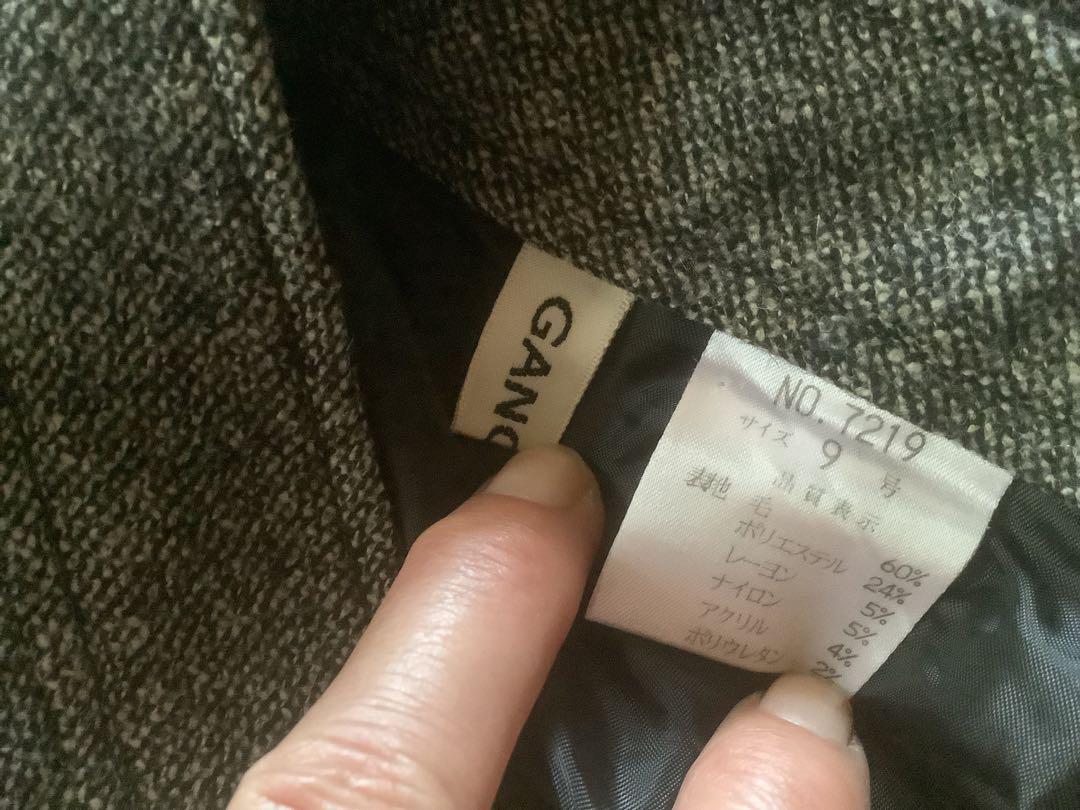 GANO
NO. 7219
サイズ 9 号
品質表示
表地 毛 60%
ポリエステル 24%
レーヨン 5%
ナイロン 5%
アクリル 4%
ポリウレタン 2%